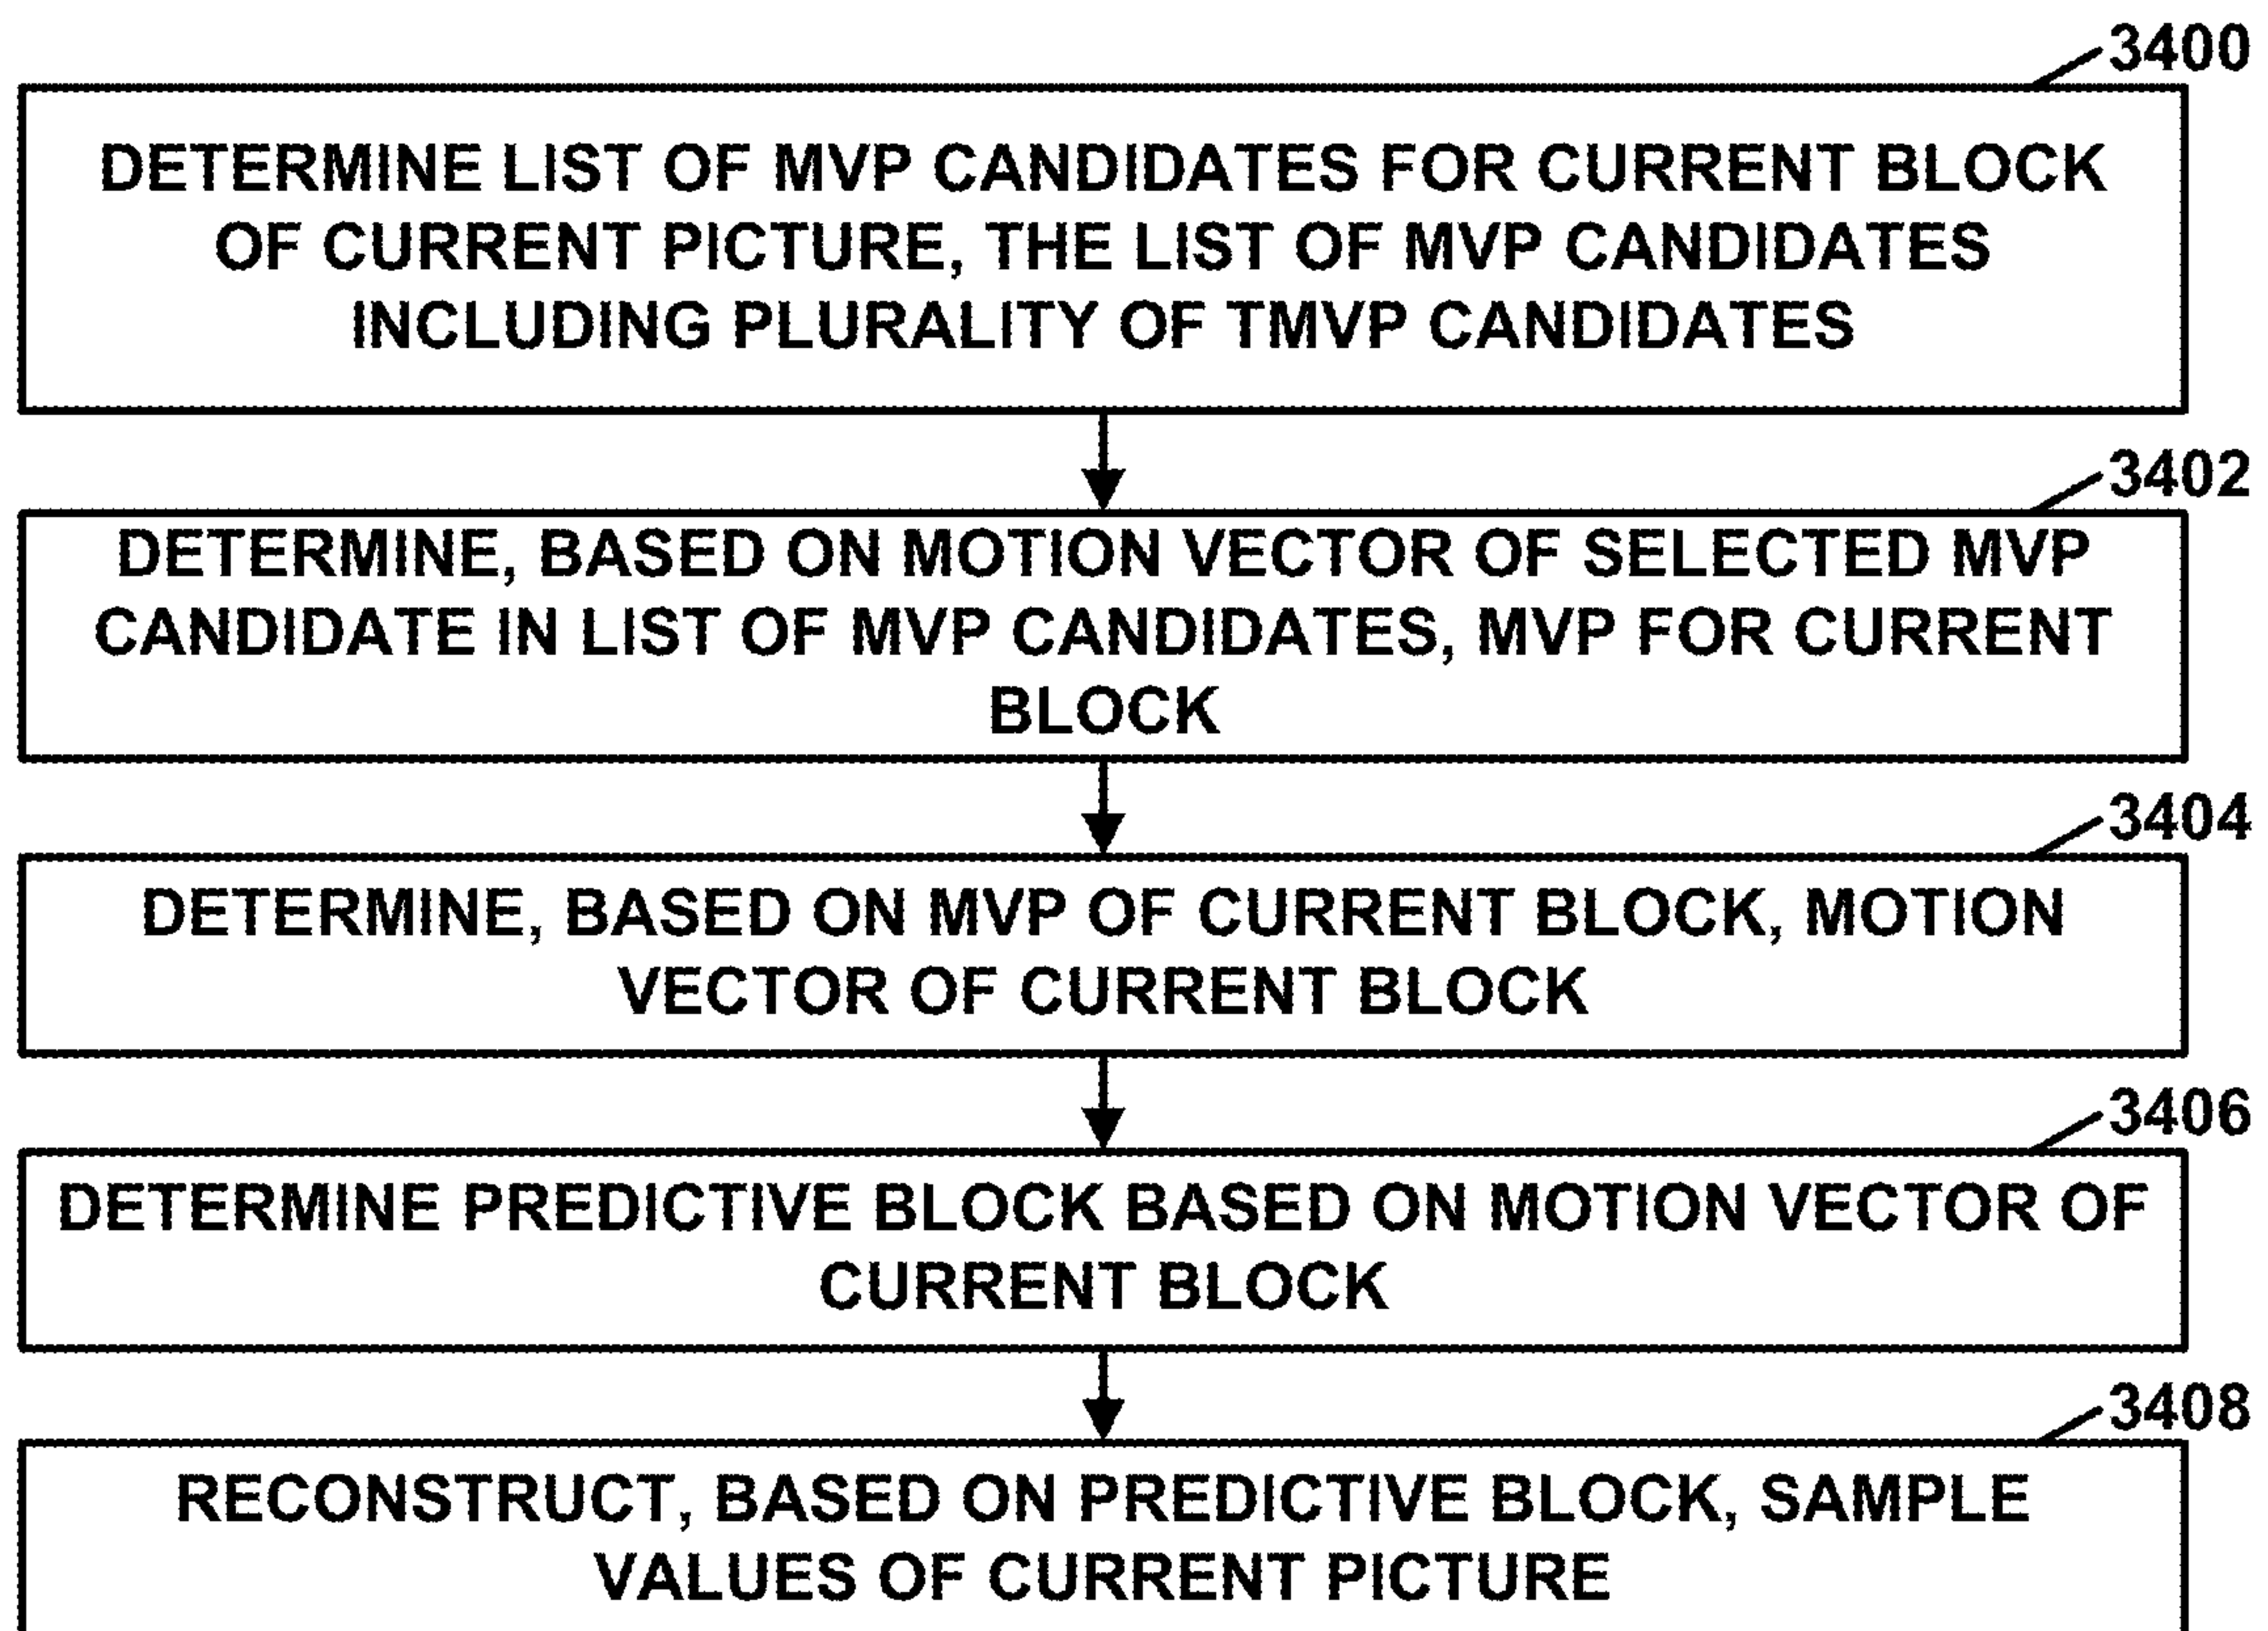 3400
DETERMINE LIST OF MVP CANDIDATES FOR CURRENT BLOCK
OF CURRENT PICTURE, THE LIST OF MVP CANDIDATES
INCLUDING PLURALITY OF TMVP CANDIDATES
3402
DETERMINE, BASED ON MOTION VECTOR OF SELECTED MVP
CANDIDATE IN LIST OF MVP CANDIDATES, MVP FOR CURRENT
BLOCK
3404
DETERMINE, BASED ON MVP OF CURRENT BLOCK, MOTION
VECTOR OF CURRENT BLOCK
3406
DETERMINE PREDICTIVE BLOCK BASED ON MOTION VECTOR OF
CURRENT BLOCK
3408
RECONSTRUCT, BASED ON PREDICTIVE BLOCK, SAMPLE
VALUES OF CURRENT PICTURE